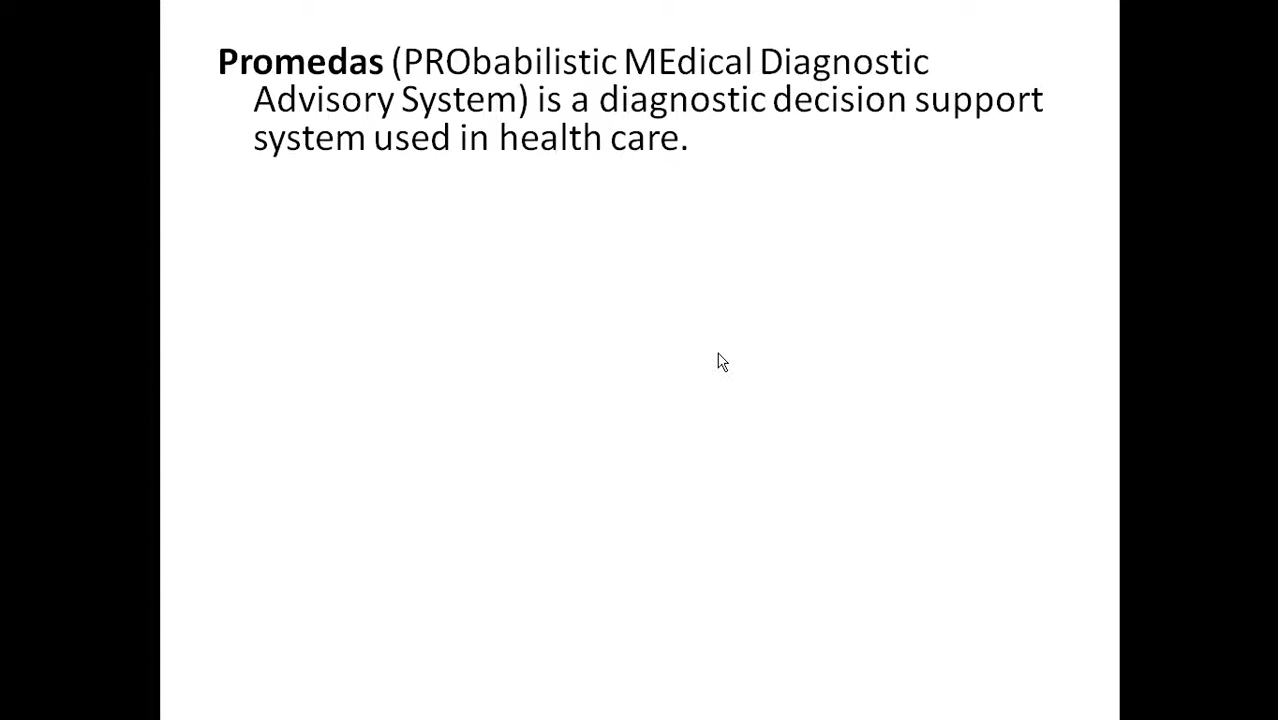 Promedas (PRObabilistic MEdical Diagnostic
Advisory System) is a diagnostic decision support
system used in health care.